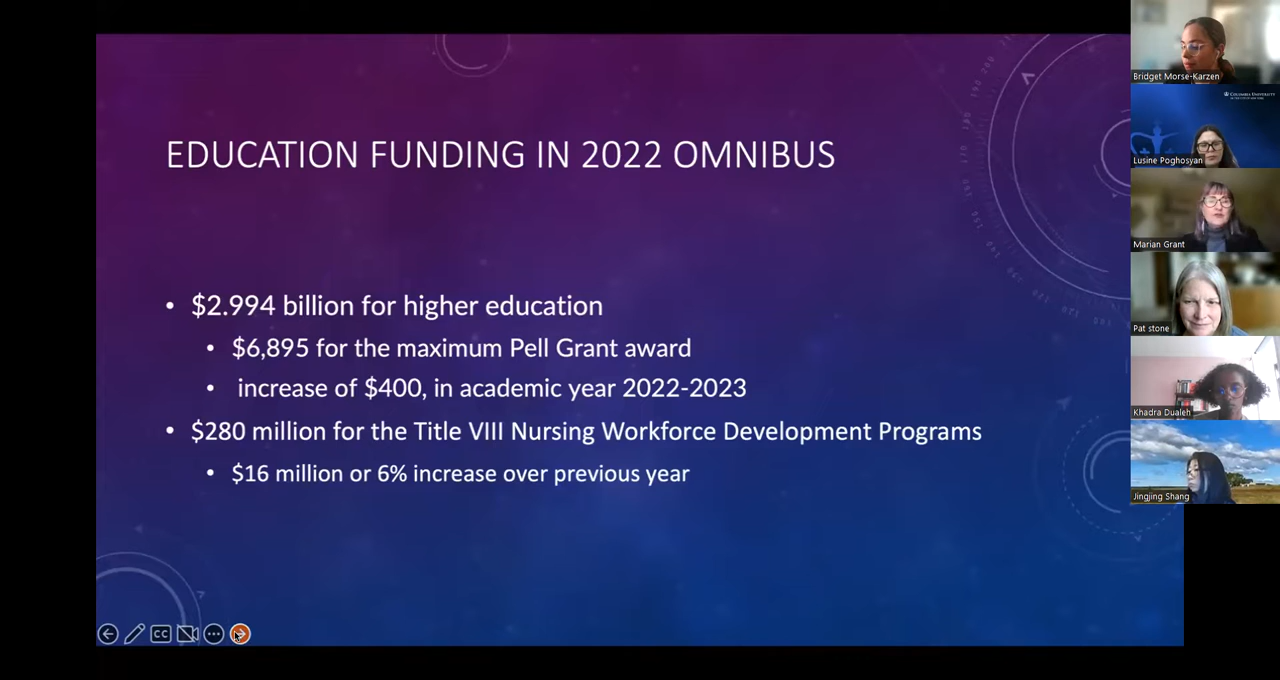 EDUCATION FUNDING IN 2022 OMNIBUS
• $2.994 billion for higher education
• $6,895 for the maximum Pell Grant award
• increase of $400, in academic year 2022-2023
• $280 million for the Title VIII Nursing Workforce Development Programs
• $16 million or 6% increase over previous year
CC
Bridget Morse-Karzen
COLUMBIA UNIVERSITY
Lusine Poghosyan
Marian Grant
Pat stone
Khadra Dualeh
Jingjing Shang